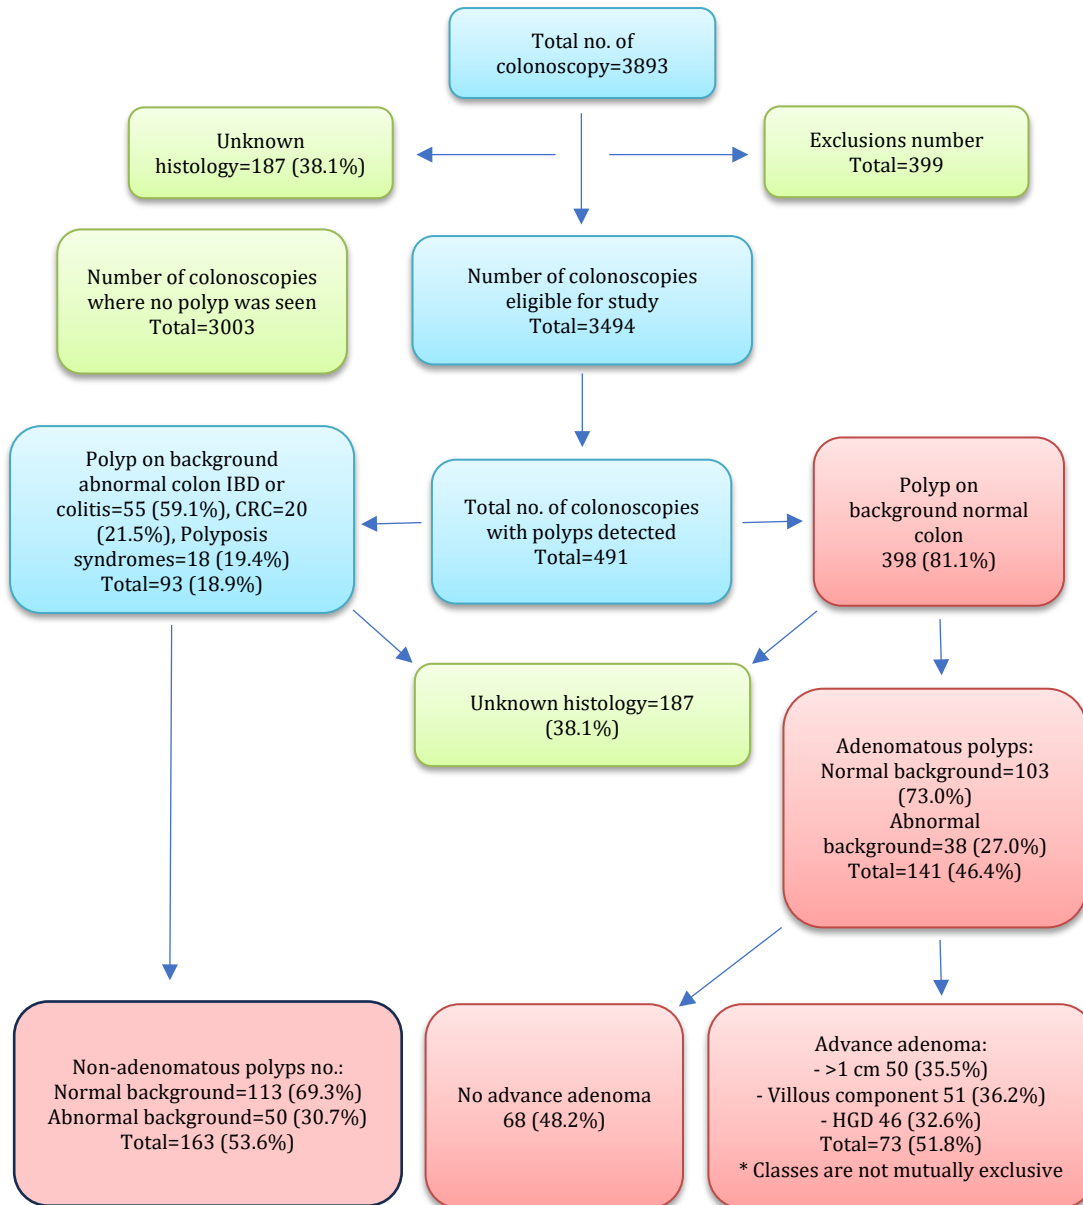 Total no. of
colonoscopy=3893
Unknown
histology=187 (38.1%)
Exclusions number
Total=399
Number of colonoscopies
where no polyp was seen
Total=3003
Number of colonoscopies
eligible for study
Total=3494
Polyp on background
abnormal colon IBD or
colitis=55 (59.1%), CRC=20
(21.5%), Polyposis
syndromes=18 (19.4%)
Total=93 (18.9%)
Total no. of colonoscopies
with polyps detected
Total=491
Polyp on
background normal
colon
398 (81.1%)
Unknown histology=187
(38.1%)
Adenomatous polyps:
Normal background=103
(73.0%)
Abnormal
background=38 (27.0%)
Total=141 (46.4%)
Non-adenomatous polyps no.:
Normal background=113 (69.3%)
Abnormal background=50 (30.7%)
Total=163 (53.6%)
No advance adenoma
68 (48.2%)
Advance adenoma:
- >1 cm 50 (35.5%)
- Villous component 51 (36.2%)
- HGD 46 (32.6%)
Total=73 (51.8%)
* Classes are not mutually exclusive